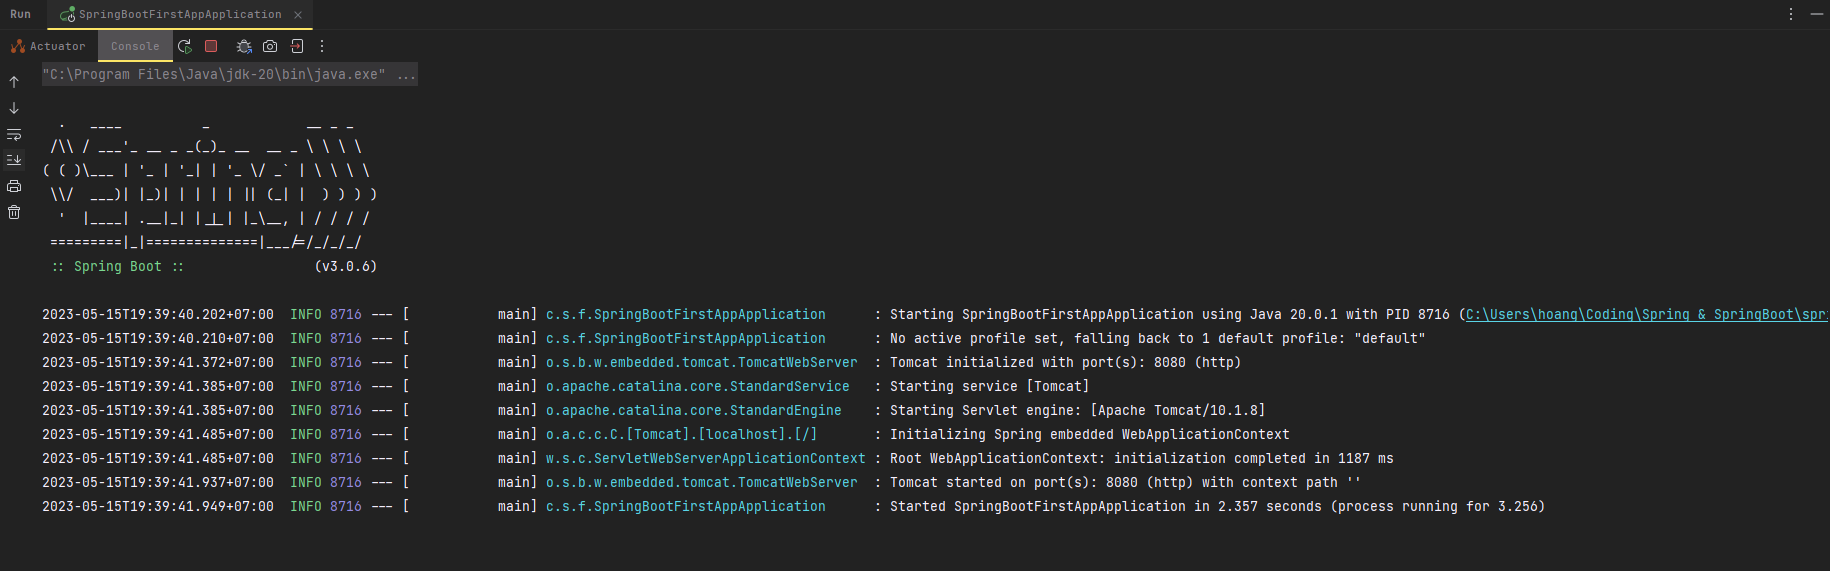 Run SpringBootFirstAppApplication
Actuator Console
"C:\Program Files\Java\jdk-20\bin\java.exe" ...
  .   ____          _            __ _ _
 /\\ / ___'_ __ _ _(_)_ __  __ _ \ \ \ \
( ( )\___ | '_ | '_| | '_ \/ _` | \ \ \ \
 \\/  ___)| |_)| | | | | || (_| |  ) ) ) )
  '  |____| .__|_| |_|_| |_\__, | / / / /
 =========|_|==============|___/=/_/_/_/
 :: Spring Boot ::                (v3.0.6)
2023-05-15T19:39:40.202+07:00  INFO 8716 --- [           main] c.s.f.SpringBootFirstAppApplication      : Starting SpringBootFirstAppApplication using Java 20.0.1 with PID 8716 (C:\Users\hoang\Coding\Spring & SpringBoot\spri
2023-05-15T19:39:40.210+07:00  INFO 8716 --- [           main] c.s.f.SpringBootFirstAppApplication      : No active profile set, falling back to 1 default profile: "default"
2023-05-15T19:39:41.372+07:00  INFO 8716 --- [           main] o.s.b.w.embedded.tomcat.TomcatWebServer  : Tomcat initialized with port(s): 8080 (http)
2023-05-15T19:39:41.385+07:00  INFO 8716 --- [           main] o.apache.catalina.core.StandardService   : Starting service [Tomcat]
2023-05-15T19:39:41.385+07:00  INFO 8716 --- [           main] o.apache.catalina.core.StandardEngine    : Starting Servlet engine: [Apache Tomcat/10.1.8]
2023-05-15T19:39:41.485+07:00  INFO 8716 --- [           main] o.a.c.c.C.[Tomcat].[localhost].[/]       : Initializing Spring embedded WebApplicationContext
2023-05-15T19:39:41.485+07:00  INFO 8716 --- [           main] w.s.c.ServletWebServerApplicationContext : Root WebApplicationContext: initialization completed in 1187 ms
2023-05-15T19:39:41.937+07:00  INFO 8716 --- [           main] o.s.b.w.embedded.tomcat.TomcatWebServer  : Tomcat started on port(s): 8080 (http) with context path ''
2023-05-15T19:39:41.949+07:00  INFO 8716 --- [           main] c.s.f.SpringBootFirstAppApplication      : Started SpringBootFirstAppApplication in 2.357 seconds (process running for 3.256)